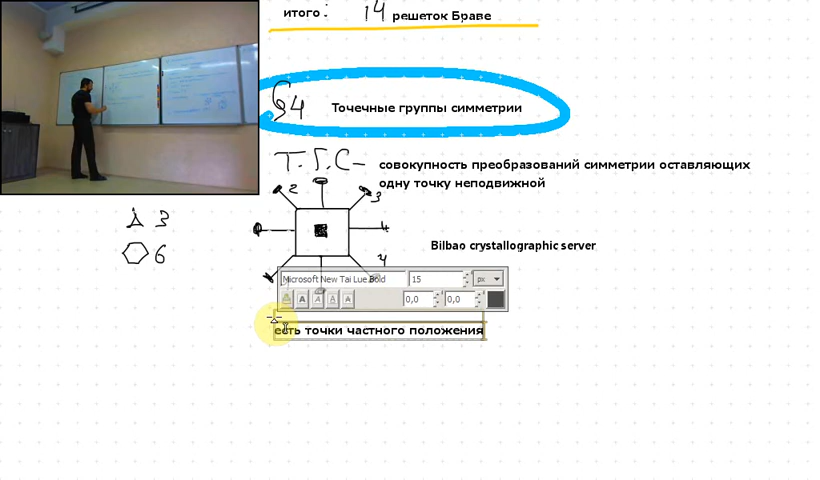 итого: 14 решеток Браве
§4 Точечные группы симметрии
Т.Г.С- совокупность преобразований симметрии оставляющих
одну точку неподвижной
2
3
3
4
6
Bilbao crystallographic server
4
Microsoft New Tai Lue Bold 15 px
A A A A 0,0 0,0
есть точки частного положения